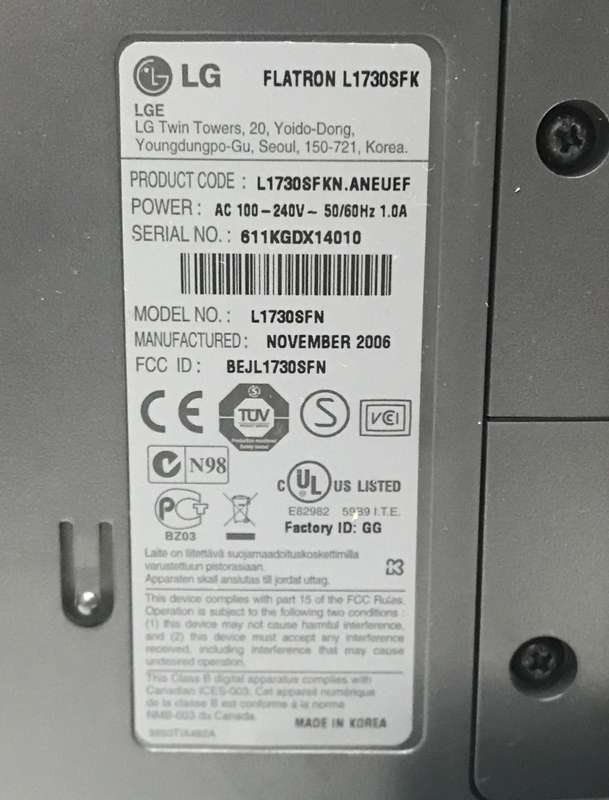 LG FLATRON L1730SFK
LGE
LG Twin Towers, 20, Yoido-Dong,
Youngdungpo-Gu, Seoul, 150-721, Korea.
PRODUCT CODE : L1730SFKN.ANEUEF
POWER : AC 100-240V~ 50/60Hz 1.0A
SERIAL NO. : 611KGDX14010
MODEL NO. : L1730SFN
MANUFACTURED : NOVEMBER 2006
FCC ID : BEJL1730SFN
CE TÜV S VCCI
N98
C UL US LISTED
E82982 5989 I.T.E.
BZ03
Factory ID: GG
Laite on liitettävä suojamaadoituskoskettimilla
varustettuun pistorasiaan.
Apparaten skall anslutas till jordat uttag.
This device complies with part 15 of the FCC Rules.
Operation is subject to the following two conditions :
(1) this device may not cause harmful interference,
and (2) this device must accept any interference
received, including interference that may cause
undesired operation.
This Class B digital apparatus complies with
Canadian ICES-003. Cet appareil numérique
de la classe B est conforme à la norme
NMB-003 du Canada.
MADE IN KOREA